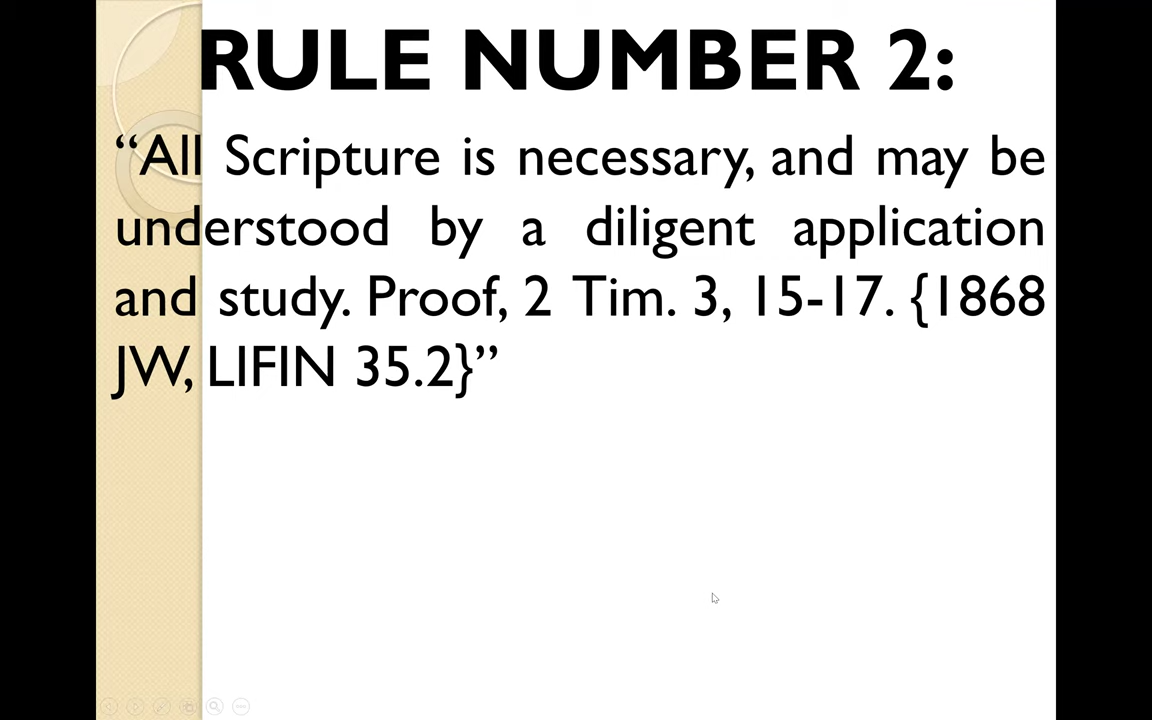 RULE NUMBER 2:
“All Scripture is necessary, and may be
understood by a diligent application
and study. Proof, 2 Tim. 3, 15-17. {1868
JW, LIFIN 35.2}”